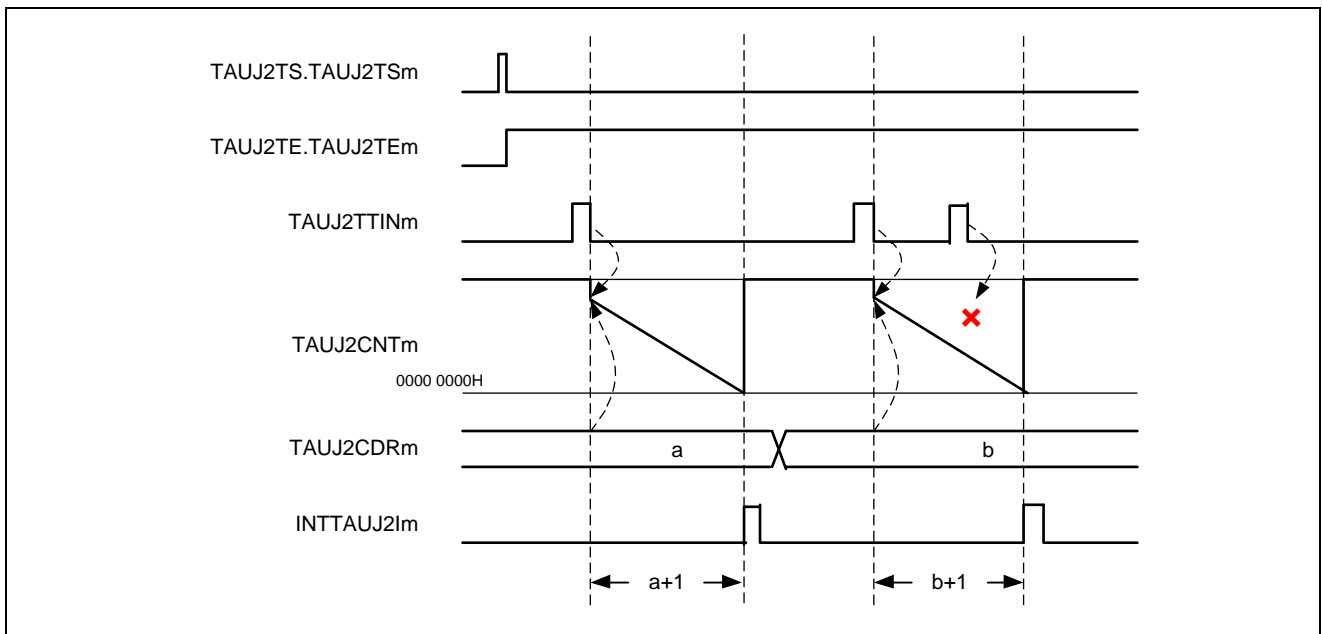 TAUJ2TS.TAUJ2TSm
TAUJ2TE.TAUJ2TEm
TAUJ2TTINm
TAUJ2CNTm
0000 0000H
TAUJ2CDRm
a
b
INTTAUJ2Im
a+1
b+1